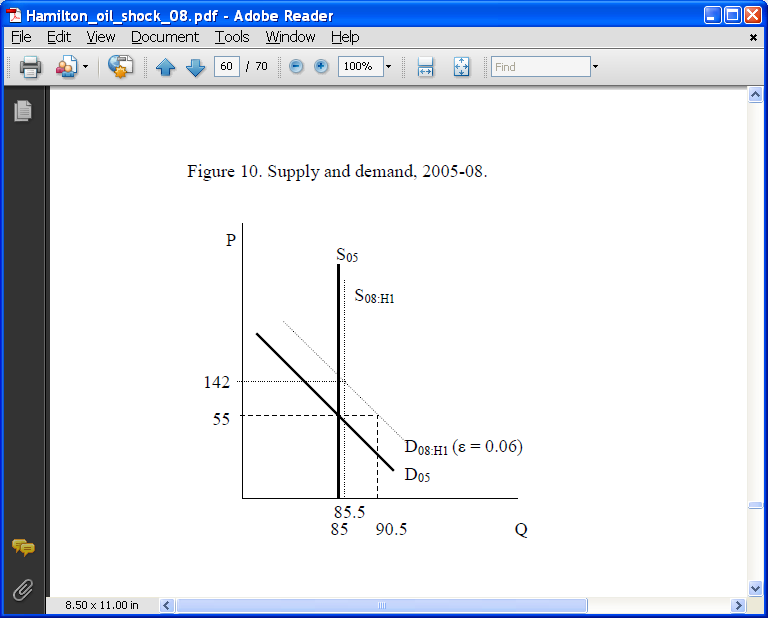 Hamilton_oil_shock_08.pdf - Adobe Reader
File Edit View Document Tools Window Help
60 / 70 100% Find
Figure 10. Supply and demand, 2005-08.
P
S05
S08:H1
142
55
D08:H1 (ε = 0.06)
D05
85.5
85 90.5 Q
8.50 x 11.00 in